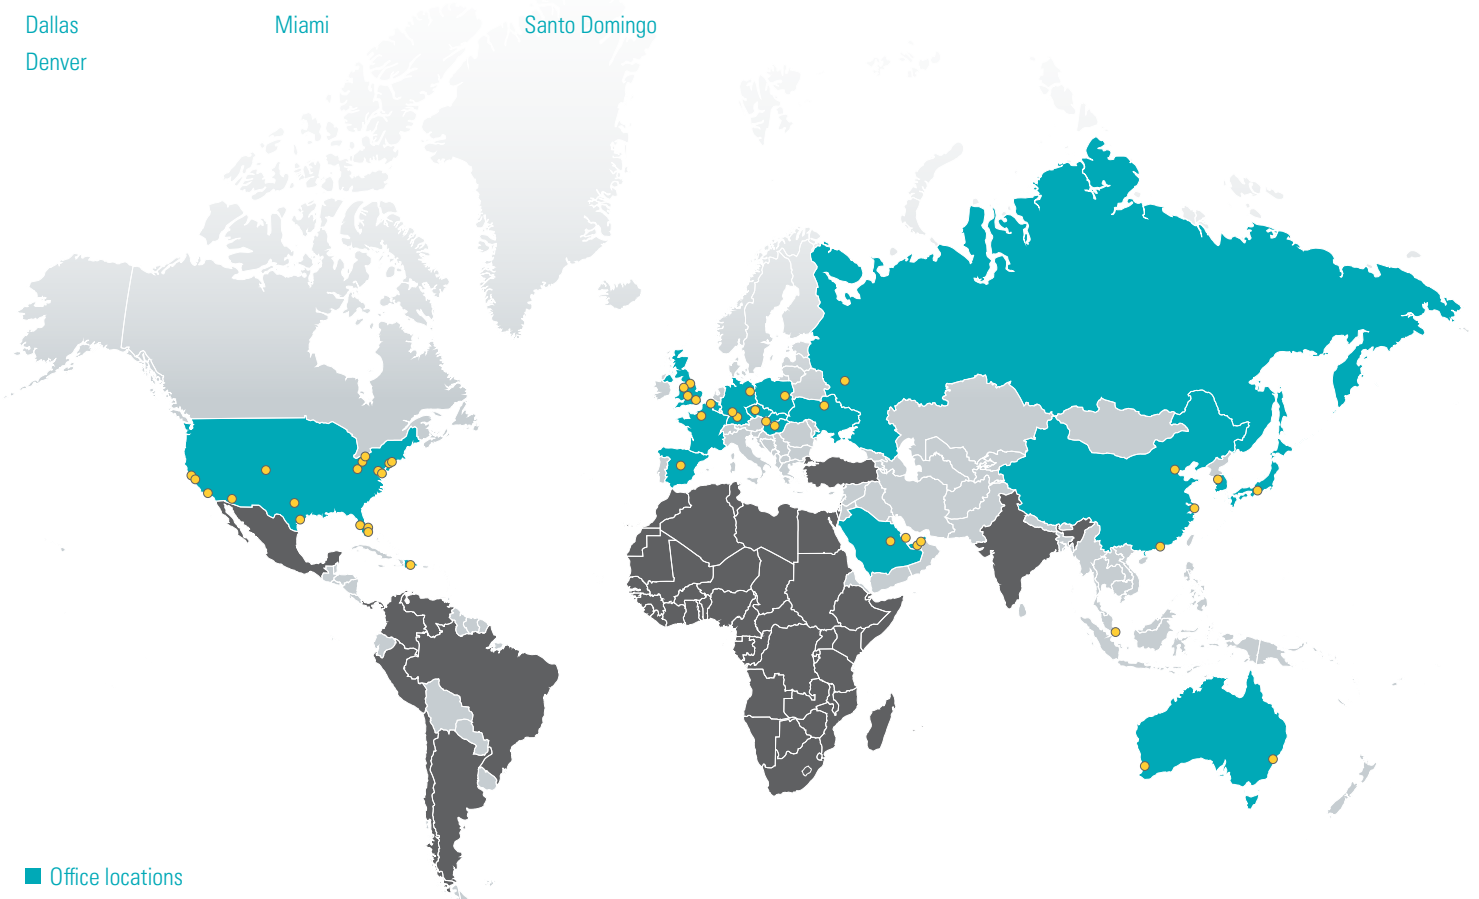 Dallas
Miami
Santo Domingo
Denver
Office locations